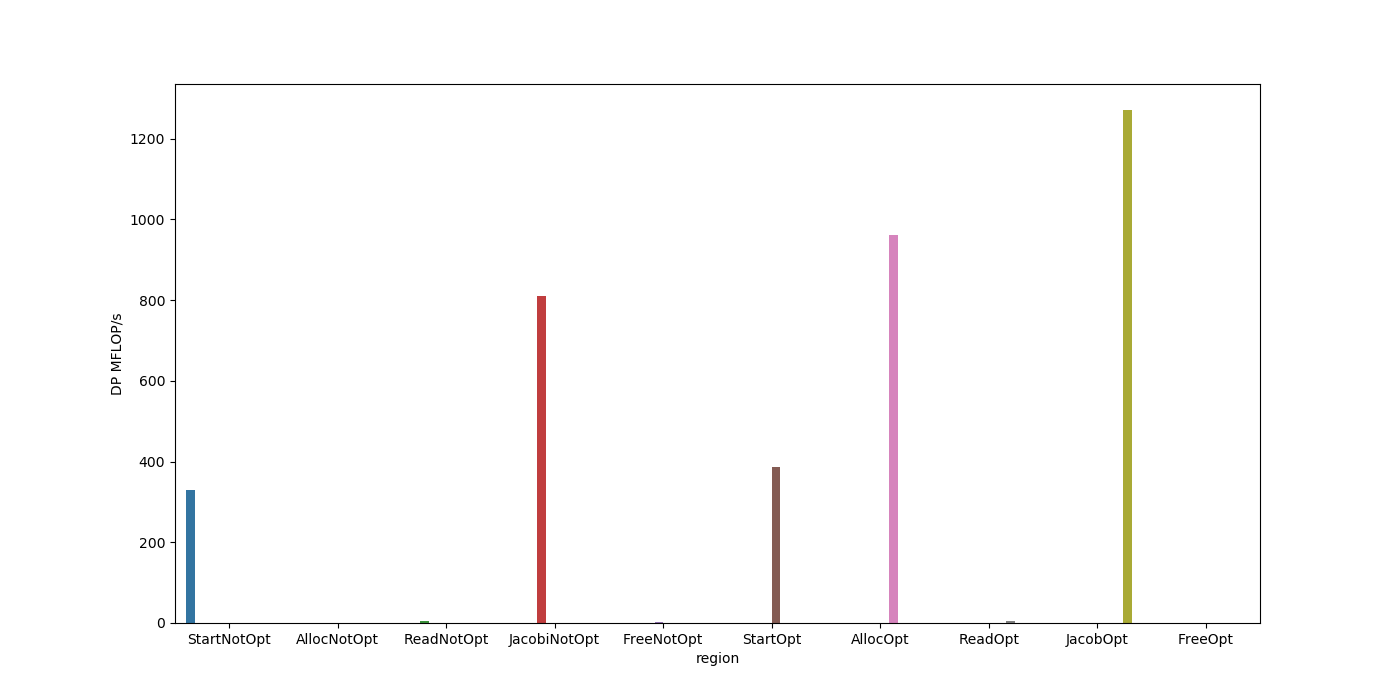 1200
1000
800
600
400
200
0
DP MFLOP/s
StartNotOpt AllocNotOpt ReadNotOpt JacobiNotOpt FreeNotOpt StartOpt AllocOpt ReadOpt JacobOpt FreeOpt
region